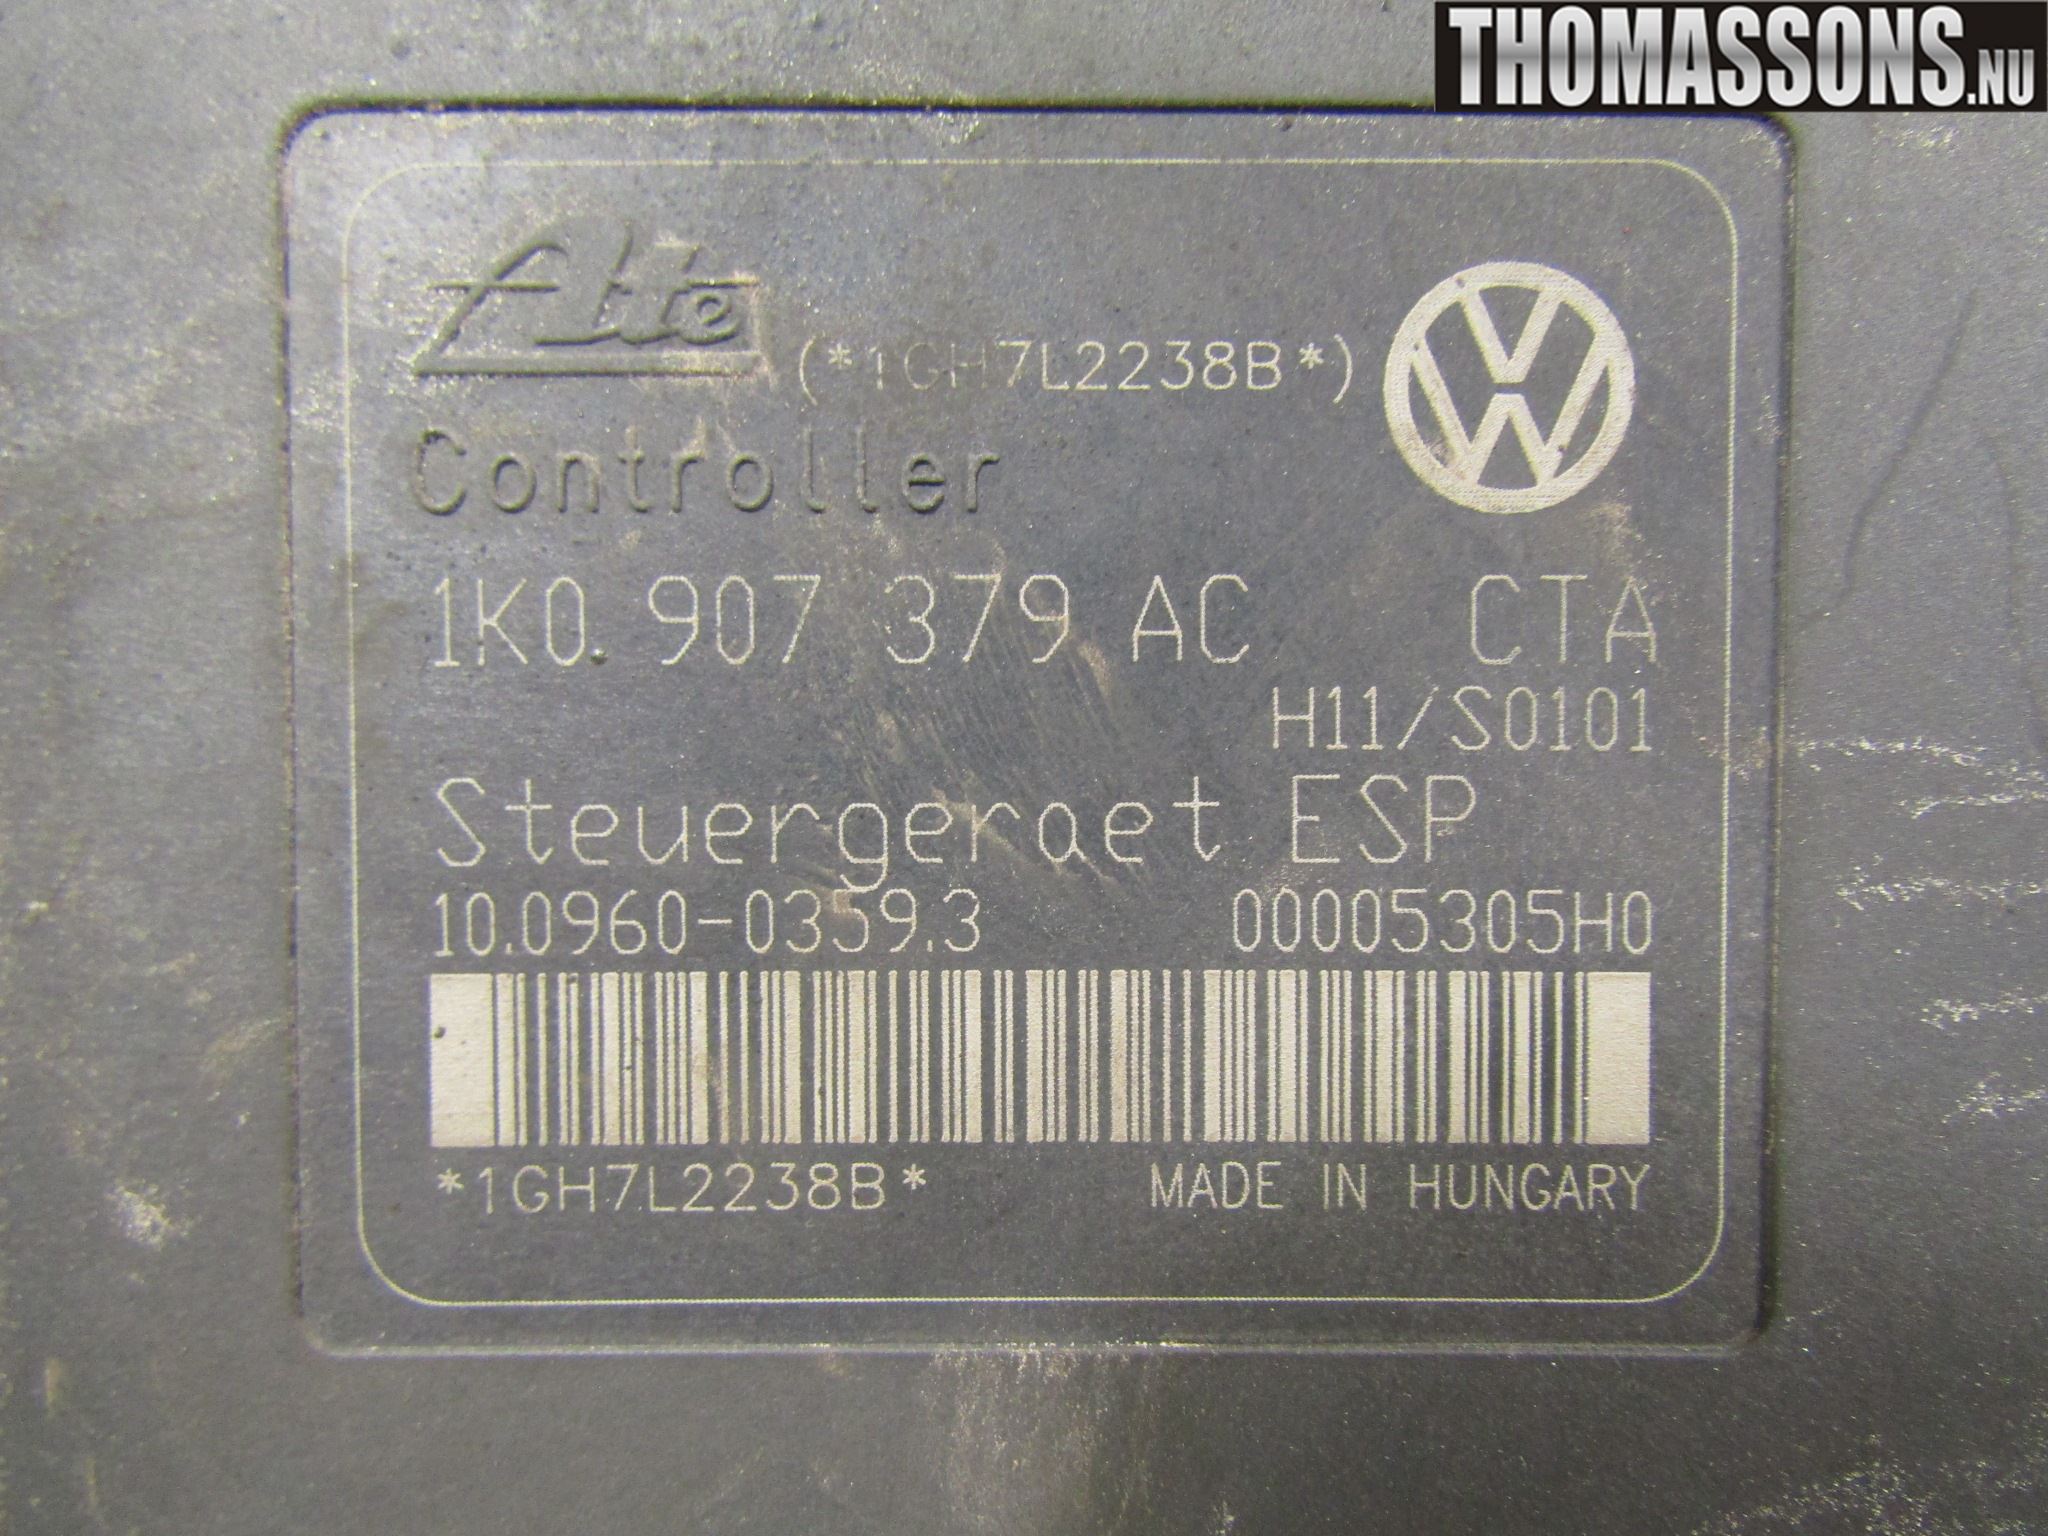 THOMASSONS.NU
Ate
(*1GH7L2238B*)
Controller
1K0. 907 379 AC CTA
H11/S0101
Steuergeraet ESP
10.0960-0359.3 00005305H0
*1GH7L2238B* MADE IN HUNGARY